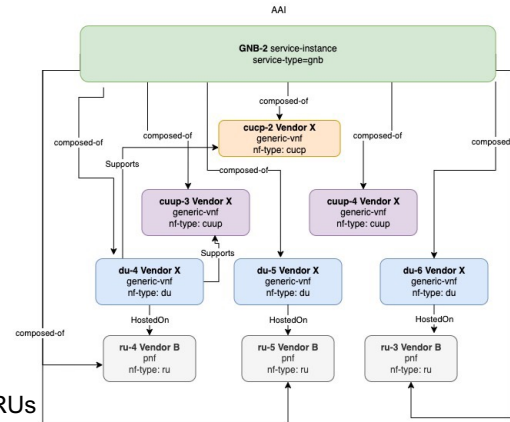 AAI
GNB-2 service-instance
service-type=gnb
composed-of
cucp-2 Vendor X
generic-vnf
nf-type: cucp
composed-of
composed-of
composed-of
composed
Supports
composed-of
cuup-3 Vendor X
generic-vnf
nf-type: cuup
cuup-4 Vendor X
generic-vnf
nf-type: cuup
Supports
du-4 Vendor X
generic-vnf
nf-type: du
du-5 Vendor X
generic-vnf
nf-type: du
du-6 Vendor X
generic-vnf
nf-type: du
HostedOn
HostedOn
HostedOn
composed-of
ru-4 Vendor B
pnf
nf-type: ru
ru-5 Vendor B
pnf
nf-type: ru
ru-3 Vendor B
pnf
nf-type: ru
RUs